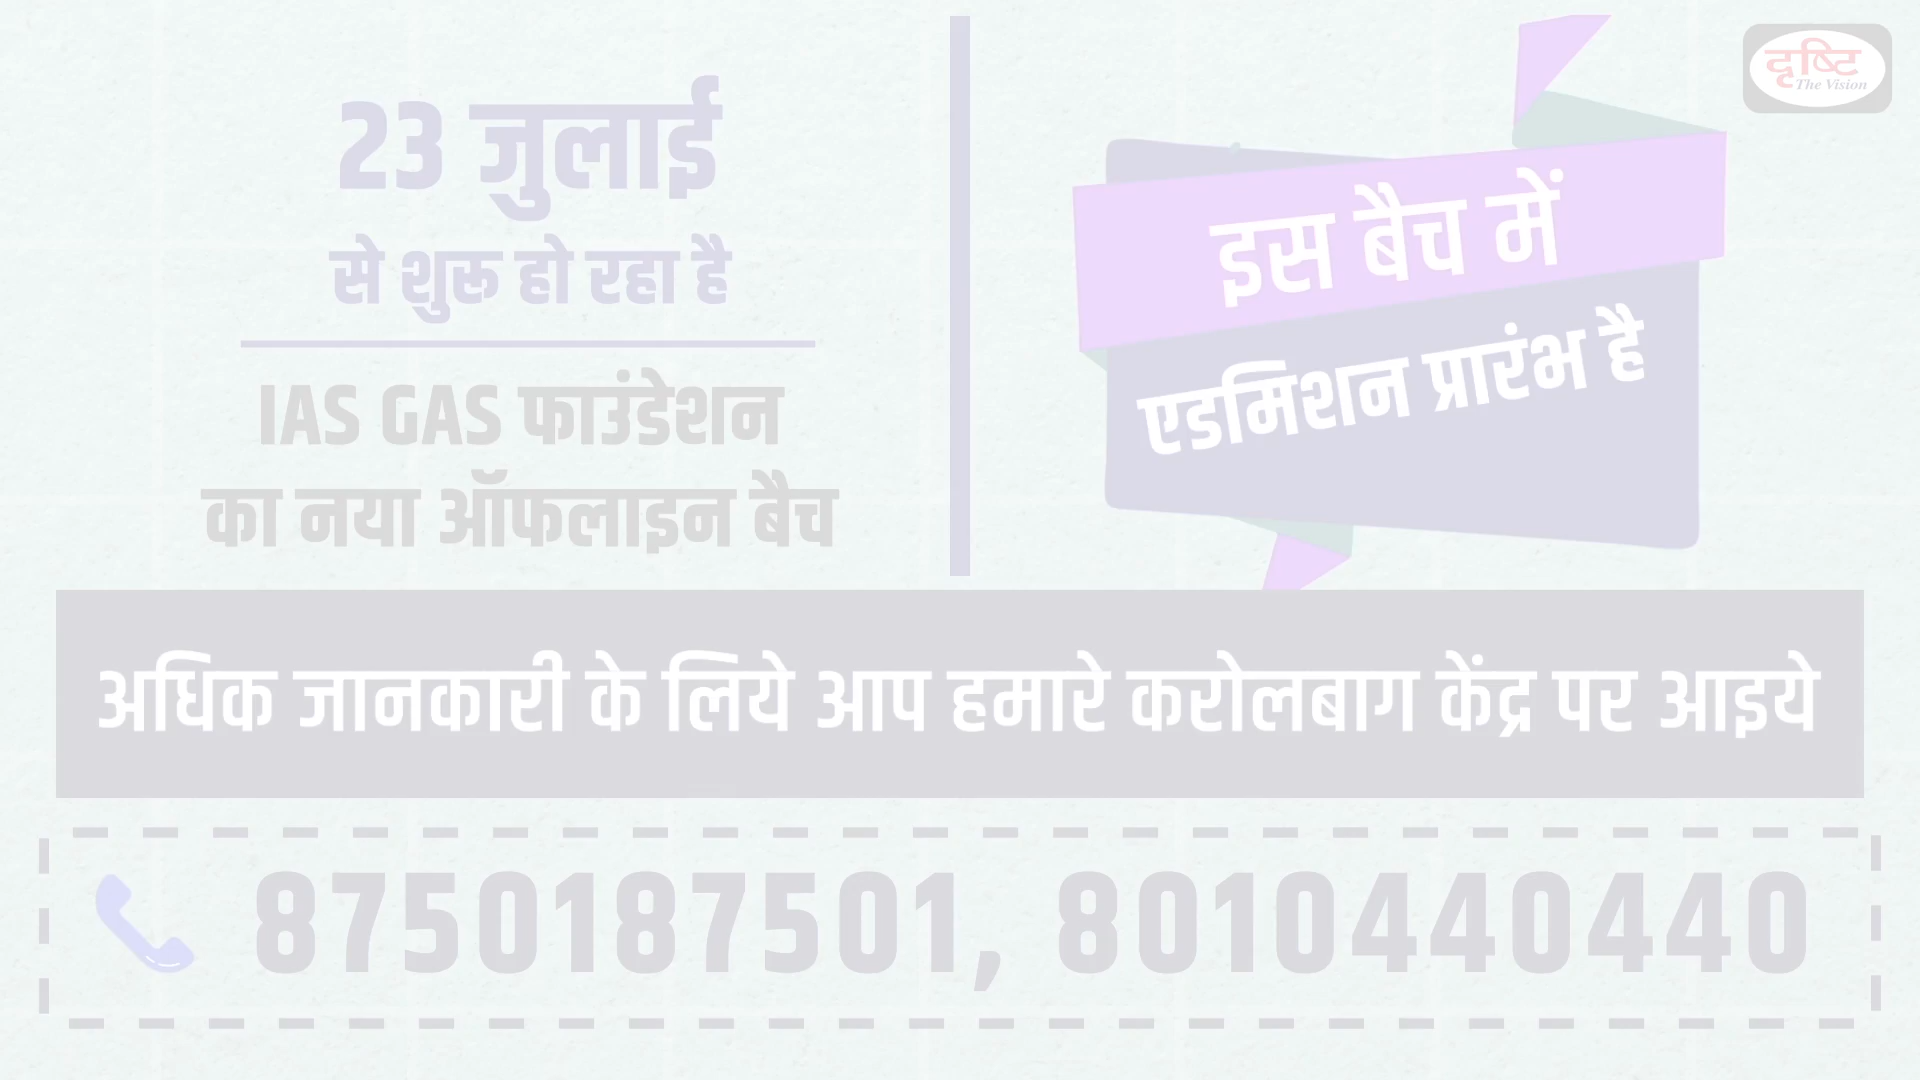 23 जुलाई
से शुरू हो रहा है
IAS GAS फाउंडेशन
का नया ऑफलाइन बैच
दृष्टि
The Vision
इस बैच में
एडमिशन प्रारंभ है
अधिक जानकारी के लिये आप हमारे करोलबाग केंद्र पर आइये
8750187501, 8010440440